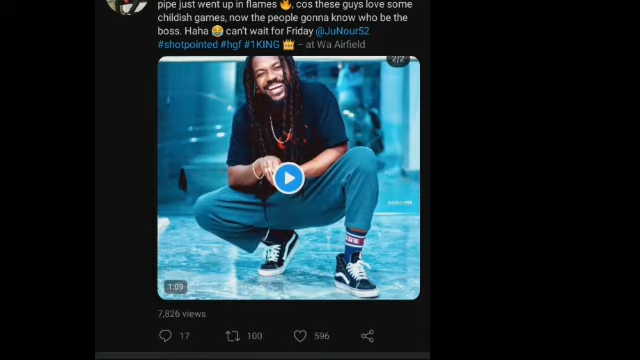 pipe just went up in flames 🔥, cos these guys love some
childish games, now the people gonna know who be the
boss. Haha 😂 can't wait for Friday @JuNour52
#shotpointed #hgf #1KING 👑 – at Wa Airfield
2/2
1:09
7,826 views
17 100 596